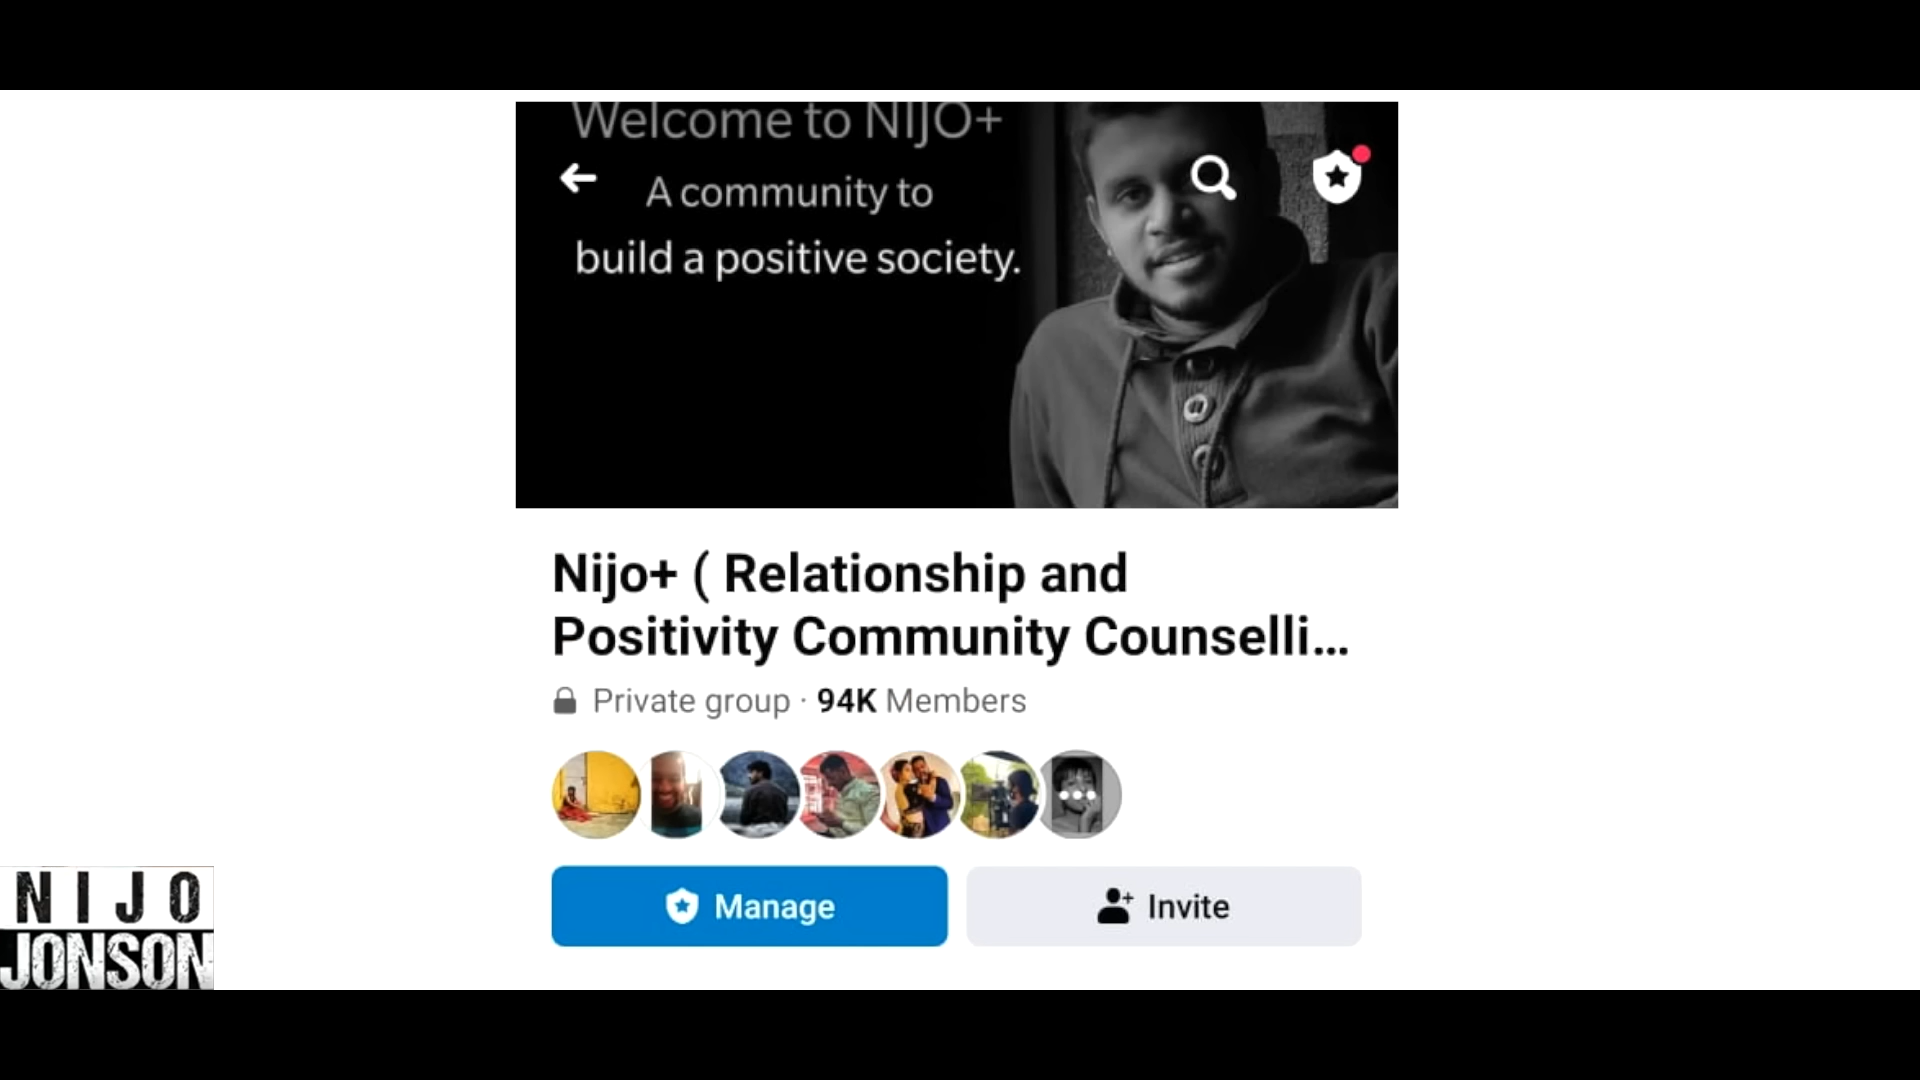 Welcome to NIJO+
A community to
build a positive society.
Nijo+ ( Relationship and
Positivity Community Counselli...
Private group · 94K Members
Manage
Invite
NIJO
JONSON